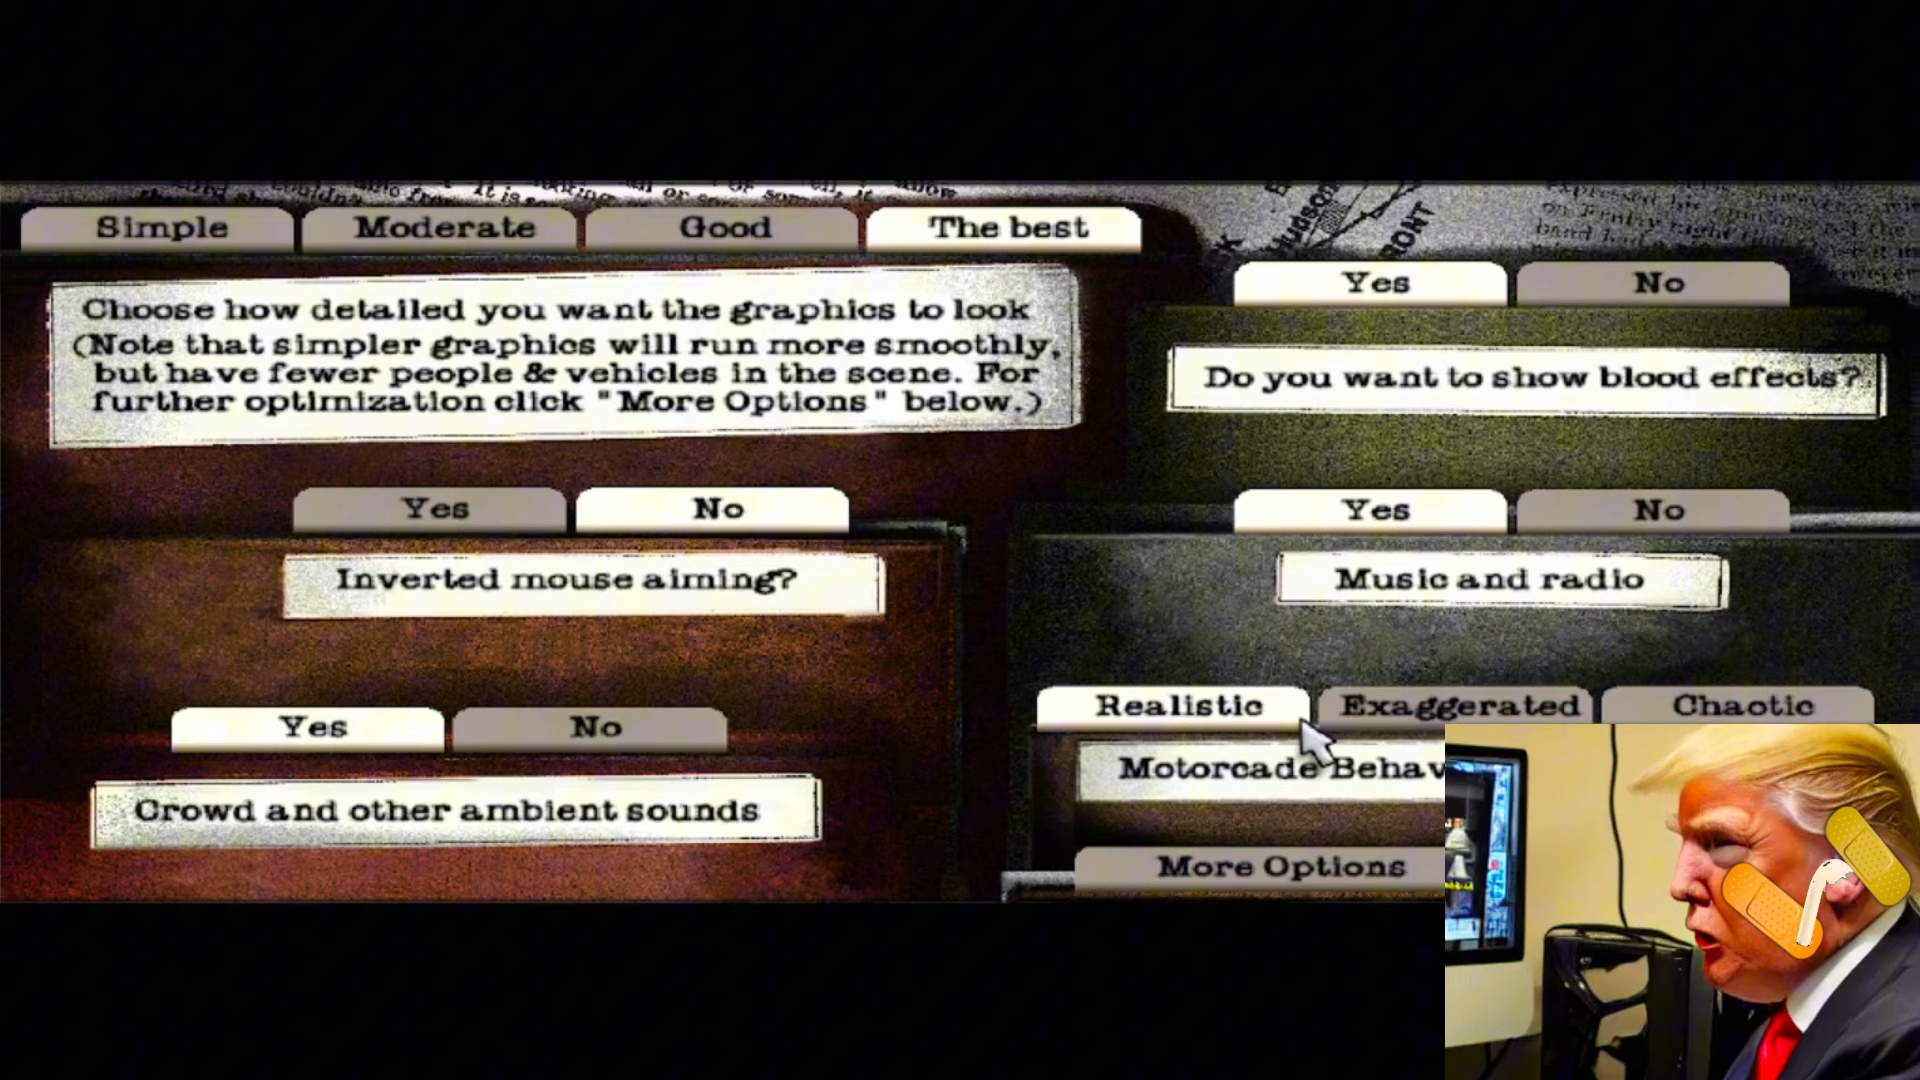 Simple Moderate Good The best
Choose how detailed you want the graphics to look
(Note that simpler graphics will run more smoothly,
but have fewer people & vehicles in the scene. For
further optimization click "More Options" below.)
Yes No
Do you want to show blood effects?
Yes No
Inverted mouse aiming?
Yes No
Music and radio
Yes No
Crowd and other ambient sounds
Realistic Exaggerated Chaotic
Motorcade Behav
More Options
Hudson